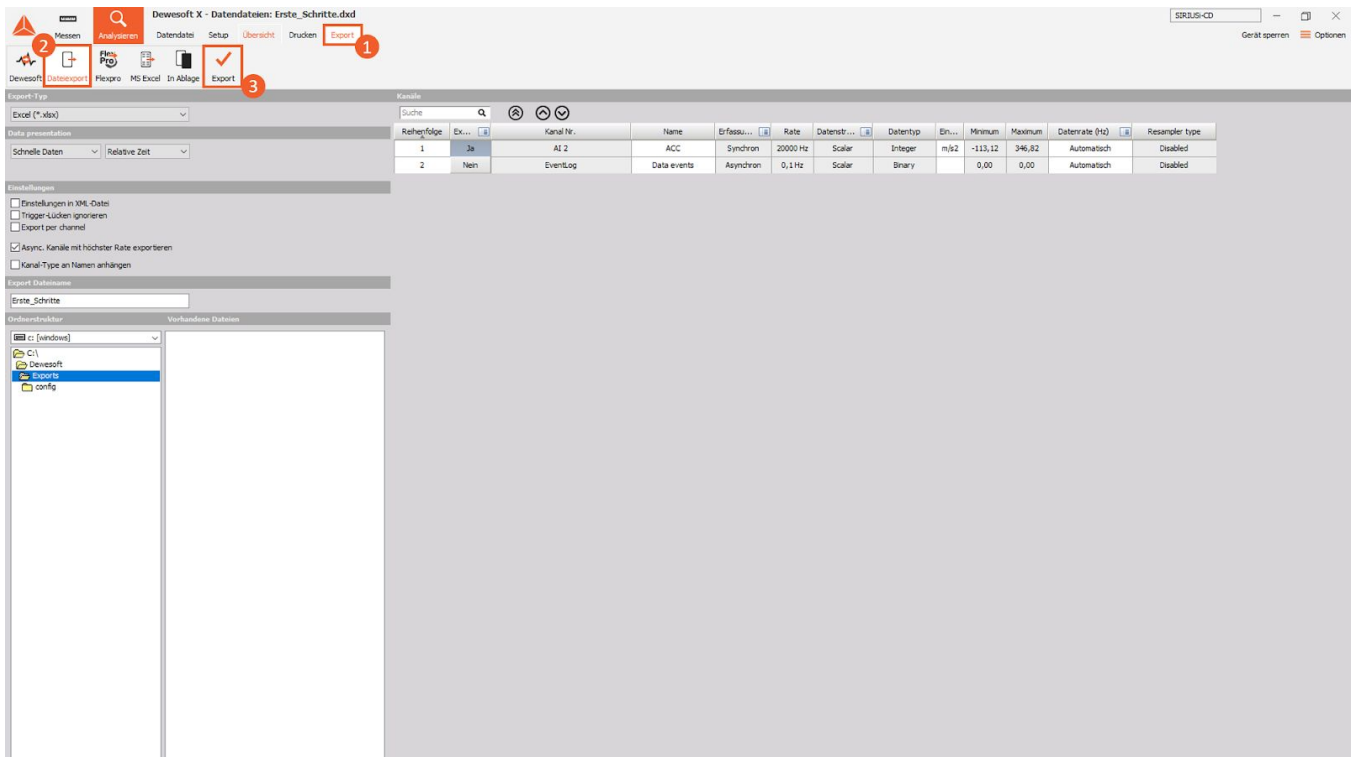 Dewesoft X - Datendateien: Erste_Schritte.dxd
SIRIUSi-CD
Messen
Analysieren
Datendatei
Setup
Übersicht
Drucken
Export
1
Gerät sperren
Optionen
2
Flex
Pro
Dewesoft
Dateiexport
Flexpro
MS Excel
In Ablage
Export
3
Export-Typ
Excel (*.xlsx)
Data presentation
Schnelle Daten
Relative Zeit
Einstellungen
Einstellungen in XML-Datei
Trigger-Lücken ignorieren
Export per channel
Async. Kanäle mit höchster Rate exportieren
Kanal-Type an Namen anhängen
Export Dateiname
Erste_Schritte
Ordnerstruktur
Vorhandene Dateien
c: [windows]
C:\
Dewesoft
Exports
config
Kanäle
Suche
Reihenfolge Ex... Kanal Nr. Name Erfassu... Rate Datenstr... Datentyp Ein... Minimum Maximum Datenrate (Hz) Resampler type
1 Ja AI 2 ACC Synchron 20000 Hz Scalar Integer m/s2 -113,12 346,82 Automatisch Disabled
2 Nein EventLog Data events Asynchron 0,1 Hz Scalar Binary 0,00 0,00 Automatisch Disabled